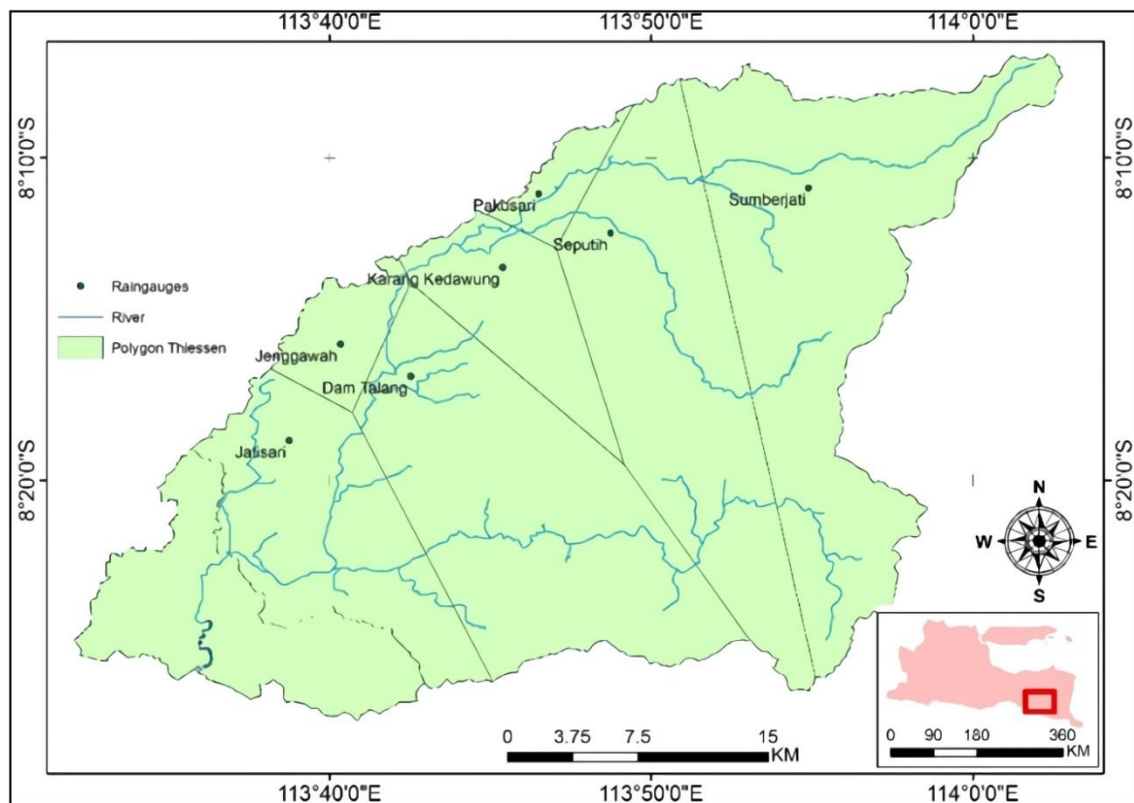 113°40'0"E 113°50'0"E 114°0'0"E
8°10'0"S 8°10'0"S
Pakusari
Sumberjati
Seputih
Karang Kedawung
Raingauges
River
Polygon Thiessen
Jenggawah
Dam Talang
Jatisari
8°20'0"S 8°20'0"S
N
W E
S
0 3.75 7.5 15
KM
0 90 180 360
KM
113°40'0"E 113°50'0"E 114°0'0"E